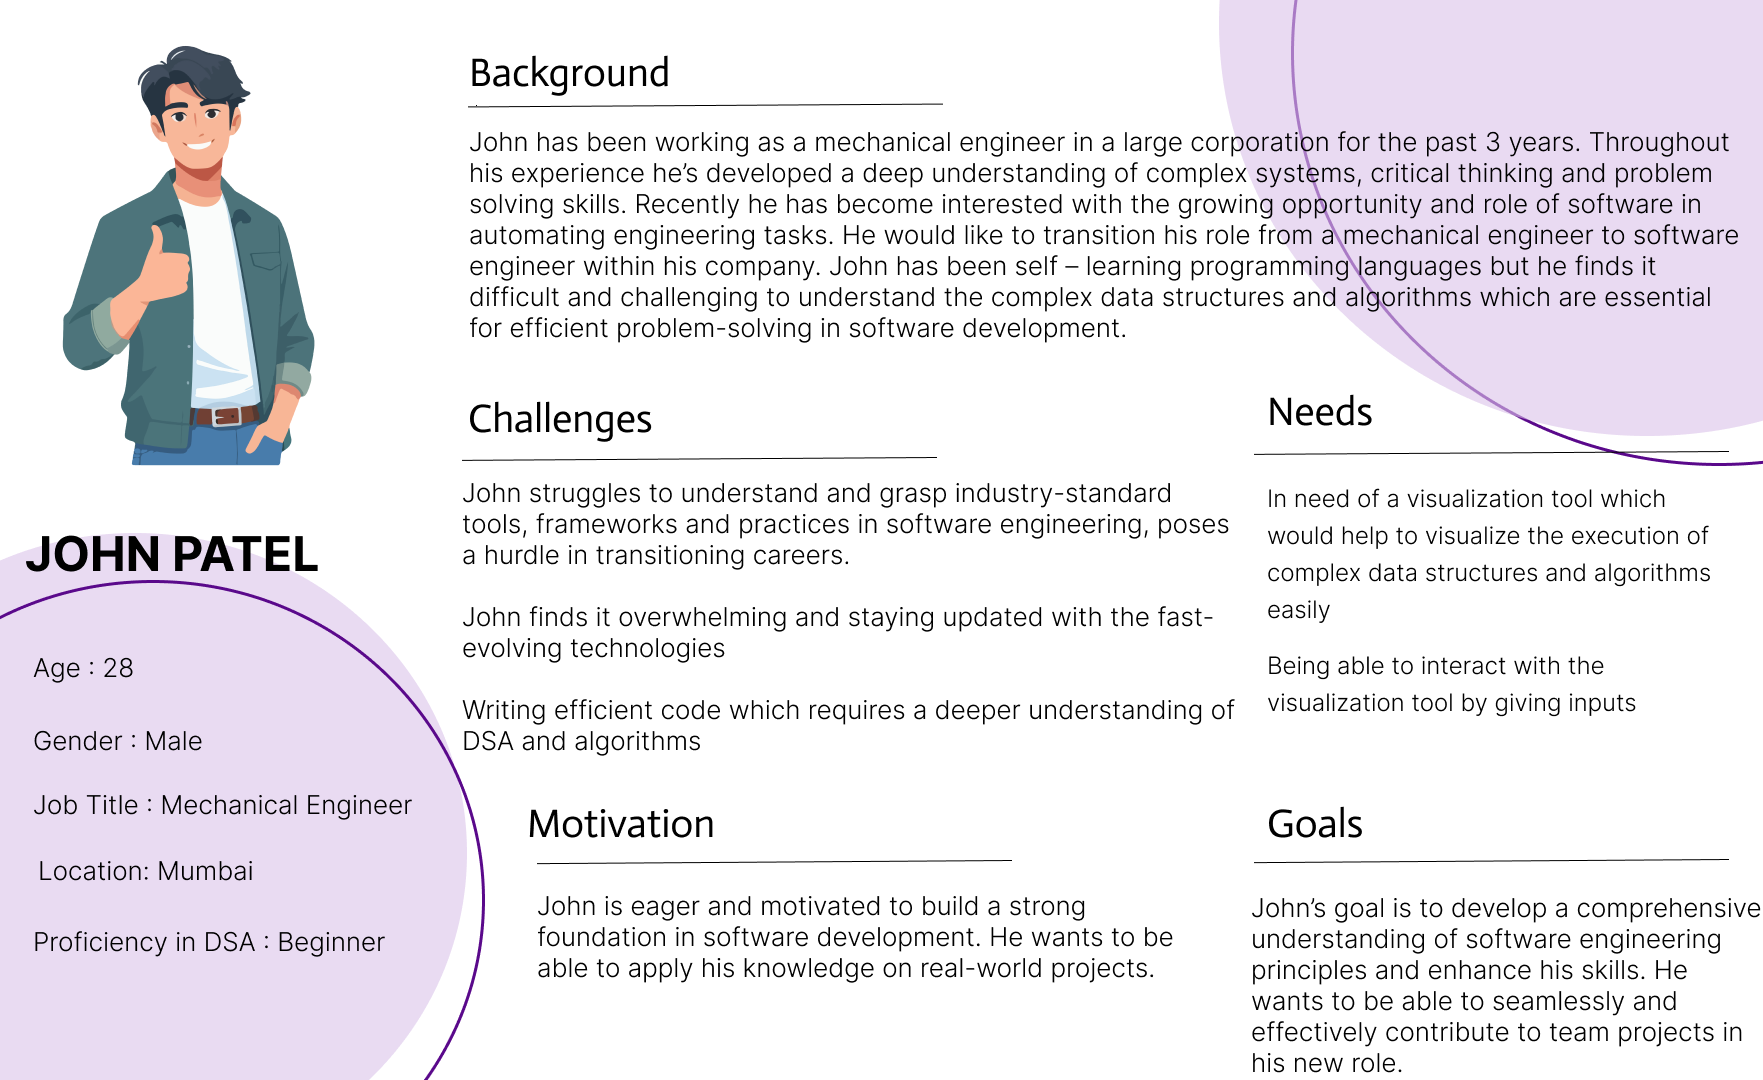 JOHN PATEL
Age : 28
Gender : Male
Job Title : Mechanical Engineer
Location: Mumbai
Proficiency in DSA : Beginner
Background
John has been working as a mechanical engineer in a large corporation for the past 3 years. Throughout
his experience he’s developed a deep understanding of complex systems, critical thinking and problem
solving skills. Recently he has become interested with the growing opportunity and role of software in
automating engineering tasks. He would like to transition his role from a mechanical engineer to software
engineer within his company. John has been self – learning programming languages but he finds it
difficult and challenging to understand the complex data structures and algorithms which are essential
for efficient problem-solving in software development.
Challenges
John struggles to understand and grasp industry-standard
tools, frameworks and practices in software engineering, poses
a hurdle in transitioning careers.
John finds it overwhelming and staying updated with the fast-
evolving technologies
Writing efficient code which requires a deeper understanding of
DSA and algorithms
Needs
In need of a visualization tool which
would help to visualize the execution of
complex data structures and algorithms
easily
Being able to interact with the
visualization tool by giving inputs
Motivation
John is eager and motivated to build a strong
foundation in software development. He wants to be
able to apply his knowledge on real-world projects.
Goals
John’s goal is to develop a comprehensive
understanding of software engineering
principles and enhance his skills. He
wants to be able to seamlessly and
effectively contribute to team projects in
his new role.